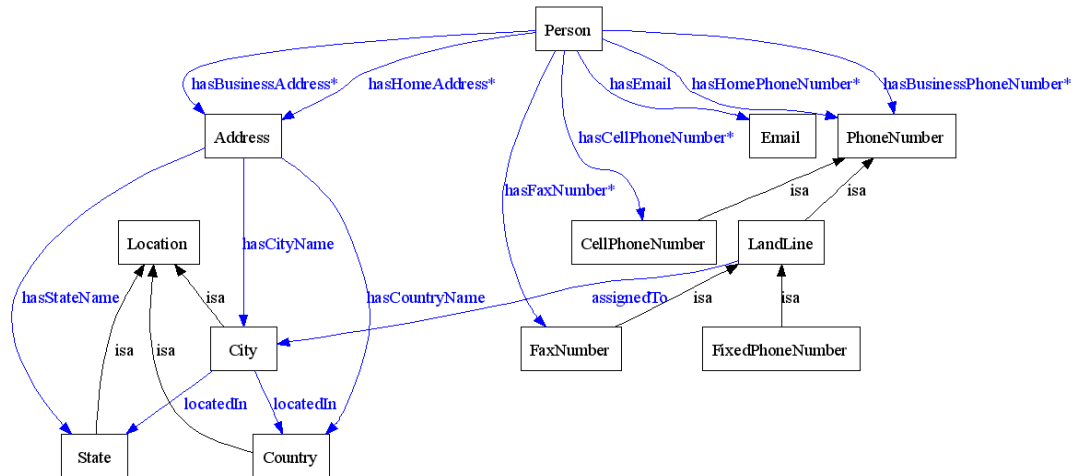 Person
hasBusinessAddress*
hasHomeAddress*
hasEmail
hasHomePhoneNumber*
hasBusinessPhoneNumber*
Address
hasCellPhoneNumber*
Email
PhoneNumber
hasFaxNumber*
isa
isa
Location
hasCityName
CellPhoneNumber
LandLine
hasStateName
isa
hasCountryName
assignedTo
isa
isa
isa
isa
City
FaxNumber
FixedPhoneNumber
locatedIn
locatedIn
State
Country